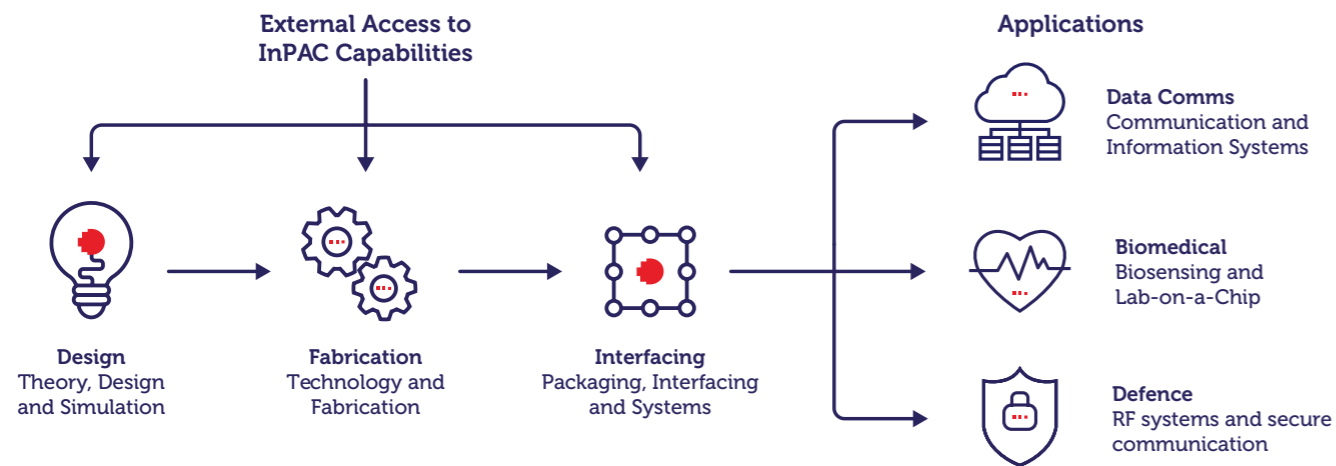 External Access to
InPAC Capabilities
Applications
Data Comms
Communication and
Information Systems
Biomedical
Biosensing and
Lab-on-a-Chip
Design
Theory, Design
and Simulation
Fabrication
Technology and
Fabrication
Interfacing
Packaging, Interfacing
and Systems
Defence
RF systems and secure
communication